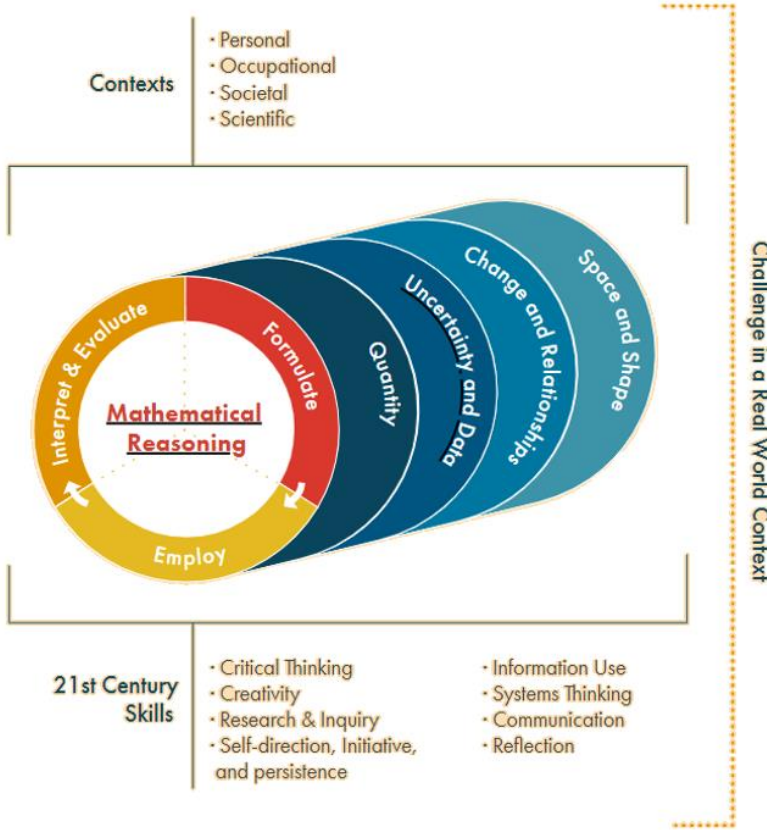 Contexts
· Personal
· Occupational
· Societal
· Scientific
Interpret & Evaluate
Formulate
Employ
Mathematical
Reasoning
Quantity
Uncertainty and Data
Change and Relationships
Space and Shape
Challenge in a Real World Context
21st Century
Skills
· Critical Thinking
· Creativity
· Research & Inquiry
· Self-direction, Initiative,
and persistence
· Information Use
· Systems Thinking
· Communication
· Reflection